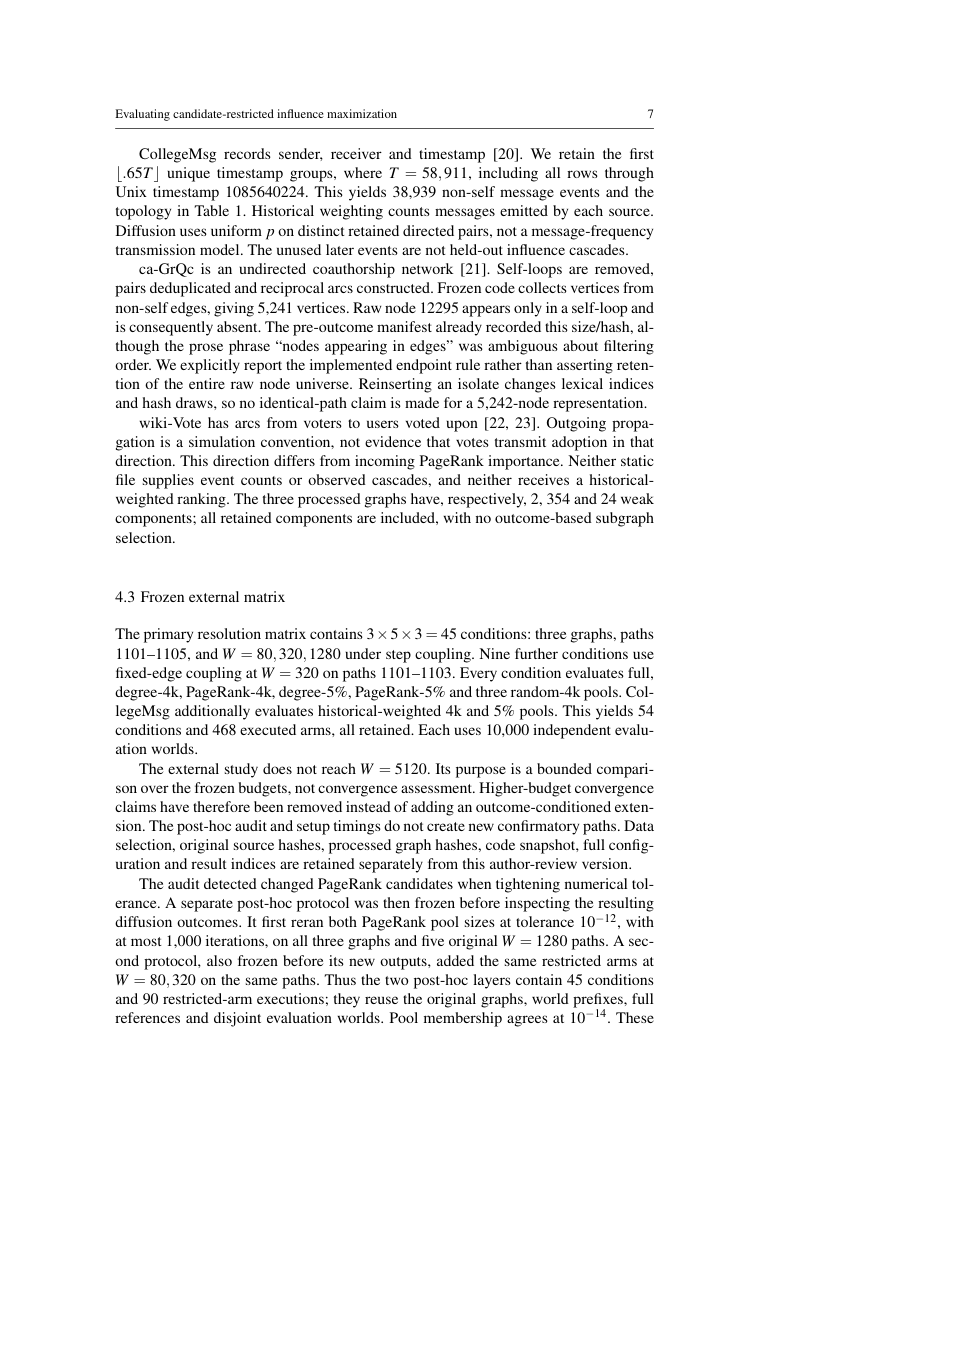 Evaluating candidate-restricted influence maximization 7
CollegeMsg records sender, receiver and timestamp [20]. We retain the first
⌊.65T⌋ unique timestamp groups, where T = 58,911, including all rows through
Unix timestamp 1085640224. This yields 38,939 non-self message events and the
topology in Table 1. Historical weighting counts messages emitted by each source.
Diffusion uses uniform p on distinct retained directed pairs, not a message-frequency
transmission model. The unused later events are not held-out influence cascades.
ca-GrQc is an undirected coauthorship network [21]. Self-loops are removed,
pairs deduplicated and reciprocal arcs constructed. Frozen code collects vertices from
non-self edges, giving 5,241 vertices. Raw node 12295 appears only in a self-loop and
is consequently absent. The pre-outcome manifest already recorded this size/hash, al-
though the prose phrase “nodes appearing in edges” was ambiguous about filtering
order. We explicitly report the implemented endpoint rule rather than asserting reten-
tion of the entire raw node universe. Reinserting an isolate changes lexical indices
and hash draws, so no identical-path claim is made for a 5,242-node representation.
wiki-Vote has arcs from voters to users voted upon [22, 23]. Outgoing propa-
gation is a simulation convention, not evidence that votes transmit adoption in that
direction. This direction differs from incoming PageRank importance. Neither static
file supplies event counts or observed cascades, and neither receives a historical-
weighted ranking. The three processed graphs have, respectively, 2, 354 and 24 weak
components; all retained components are included, with no outcome-based subgraph
selection.
4.3 Frozen external matrix
The primary resolution matrix contains 3 × 5 × 3 = 45 conditions: three graphs, paths
1101–1105, and W = 80,320,1280 under step coupling. Nine further conditions use
fixed-edge coupling at W = 320 on paths 1101–1103. Every condition evaluates full,
degree-4k, PageRank-4k, degree-5%, PageRank-5% and three random-4k pools. Col-
legeMsg additionally evaluates historical-weighted 4k and 5% pools. This yields 54
conditions and 468 executed arms, all retained. Each uses 10,000 independent evalu-
ation worlds.
The external study does not reach W = 5120. Its purpose is a bounded compari-
son over the frozen budgets, not convergence assessment. Higher-budget convergence
claims have therefore been removed instead of adding an outcome-conditioned exten-
sion. The post-hoc audit and setup timings do not create new confirmatory paths. Data
selection, original source hashes, processed graph hashes, code snapshot, full config-
uration and result indices are retained separately from this author-review version.
The audit detected changed PageRank candidates when tightening numerical tol-
erance. A separate post-hoc protocol was then frozen before inspecting the resulting
diffusion outcomes. It first reran both PageRank pool sizes at tolerance 10⁻¹², with
at most 1,000 iterations, on all three graphs and five original W = 1280 paths. A sec-
ond protocol, also frozen before its new outputs, added the same restricted arms at
W = 80,320 on the same paths. Thus the two post-hoc layers contain 45 conditions
and 90 restricted-arm executions; they reuse the original graphs, world prefixes, full
references and disjoint evaluation worlds. Pool membership agrees at 10⁻¹⁴. These